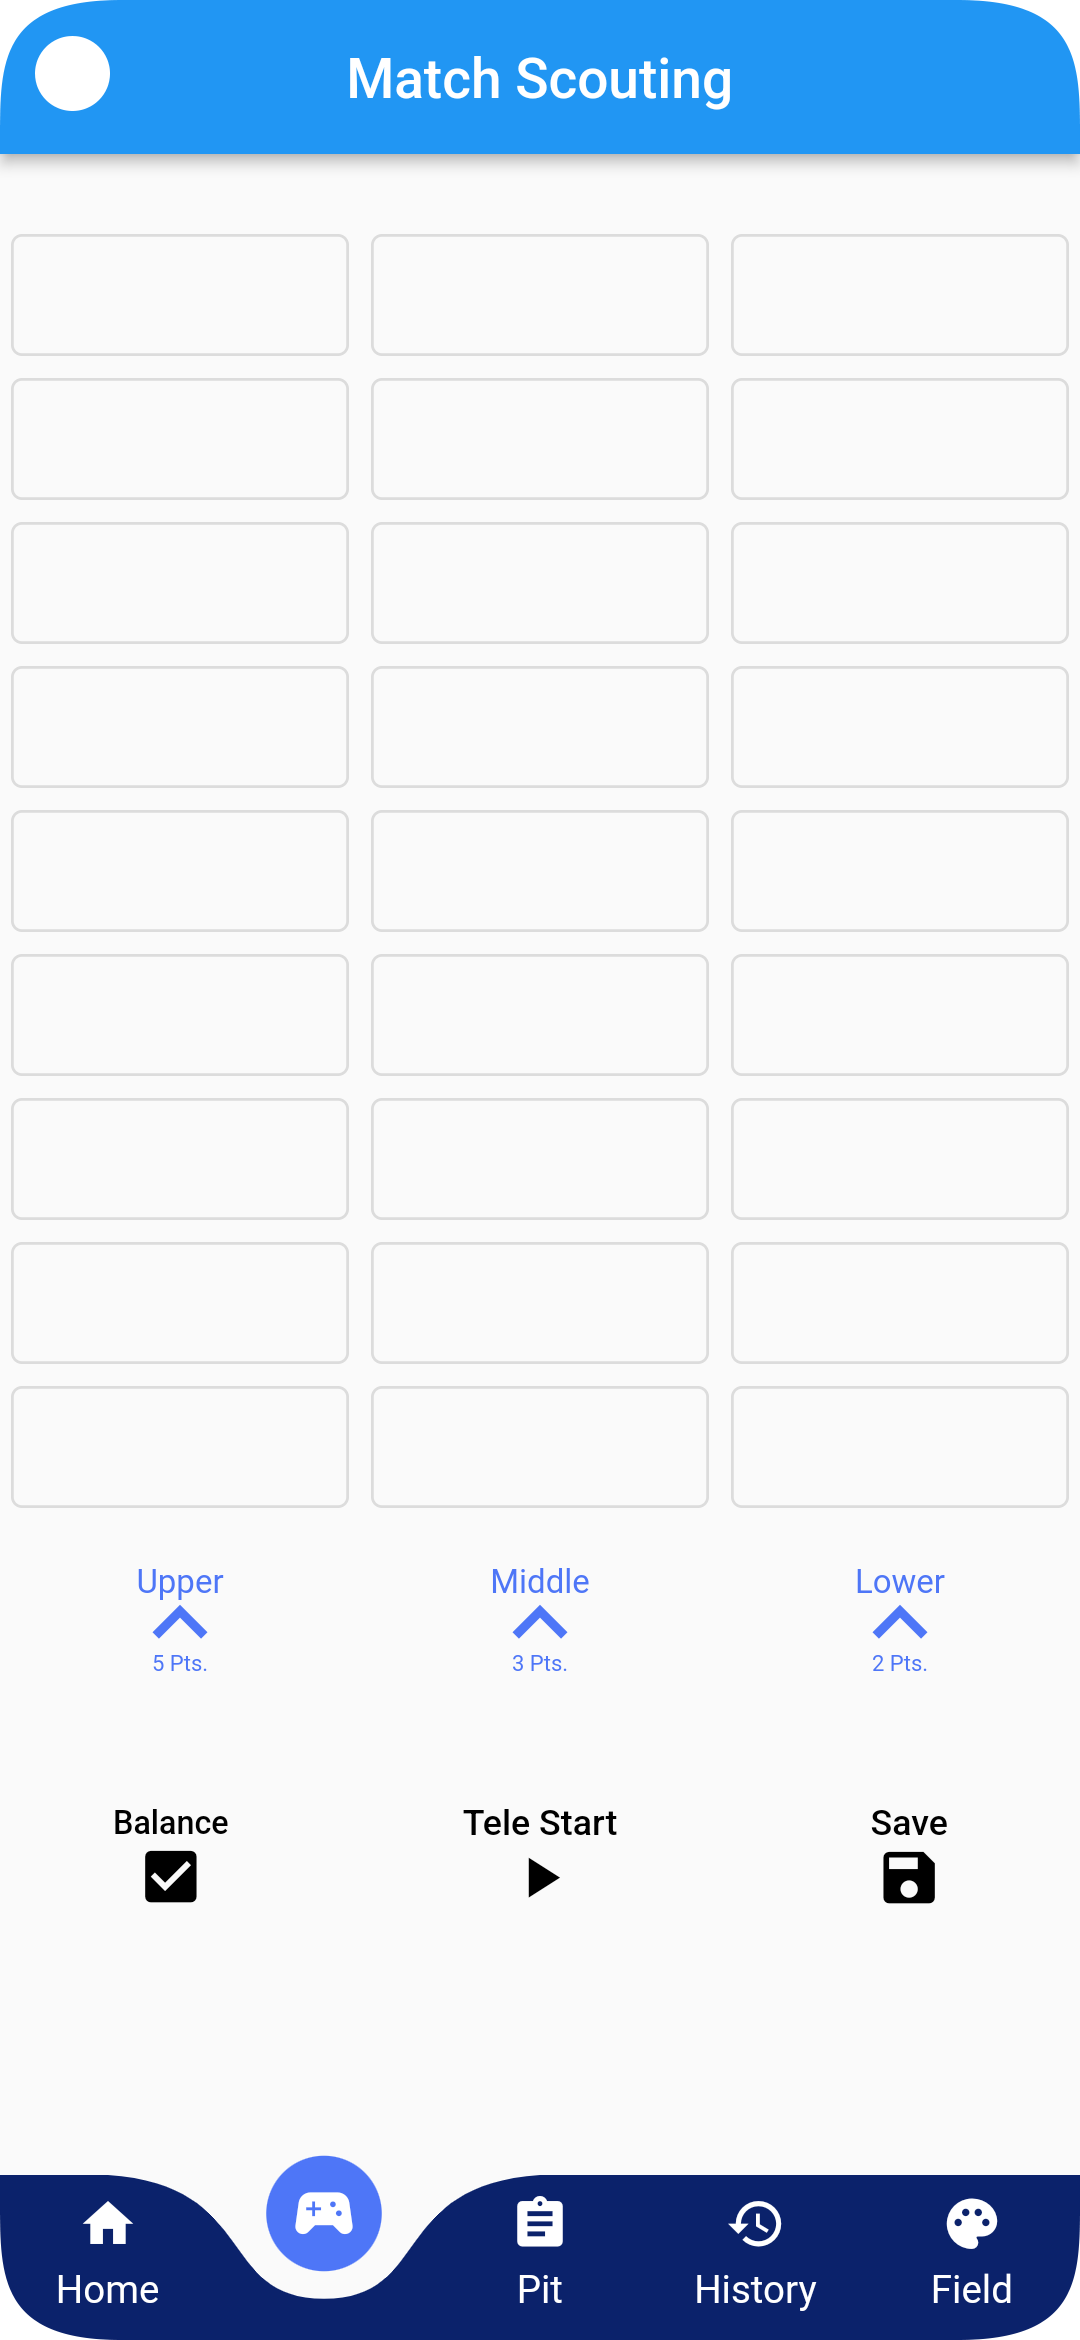 Match Scouting
Upper
Middle
Lower
5 Pts.
3 Pts.
2 Pts.
Balance
Tele Start
Save
Home
Pit
History
Field